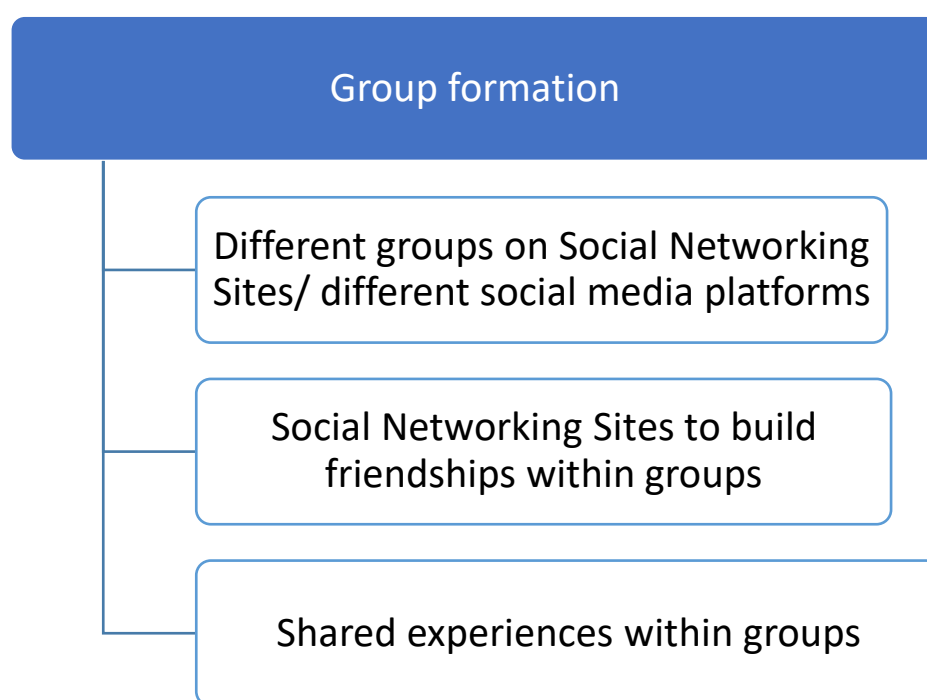 Group formation
Different groups on Social Networking
Sites/ different social media platforms
Social Networking Sites to build
friendships within groups
Shared experiences within groups